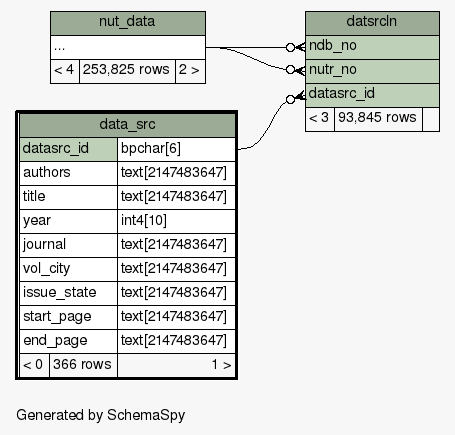 nut_data
...
< 4 253,825 rows 2 >
datsrcln
ndb_no
nutr_no
datasrc_id
< 3 93,845 rows
data_src
datasrc_id bpchar[6]
authors text[2147483647]
title text[2147483647]
year int4[10]
journal text[2147483647]
vol_city text[2147483647]
issue_state text[2147483647]
start_page text[2147483647]
end_page text[2147483647]
< 0 366 rows 1 >
Generated by SchemaSpy